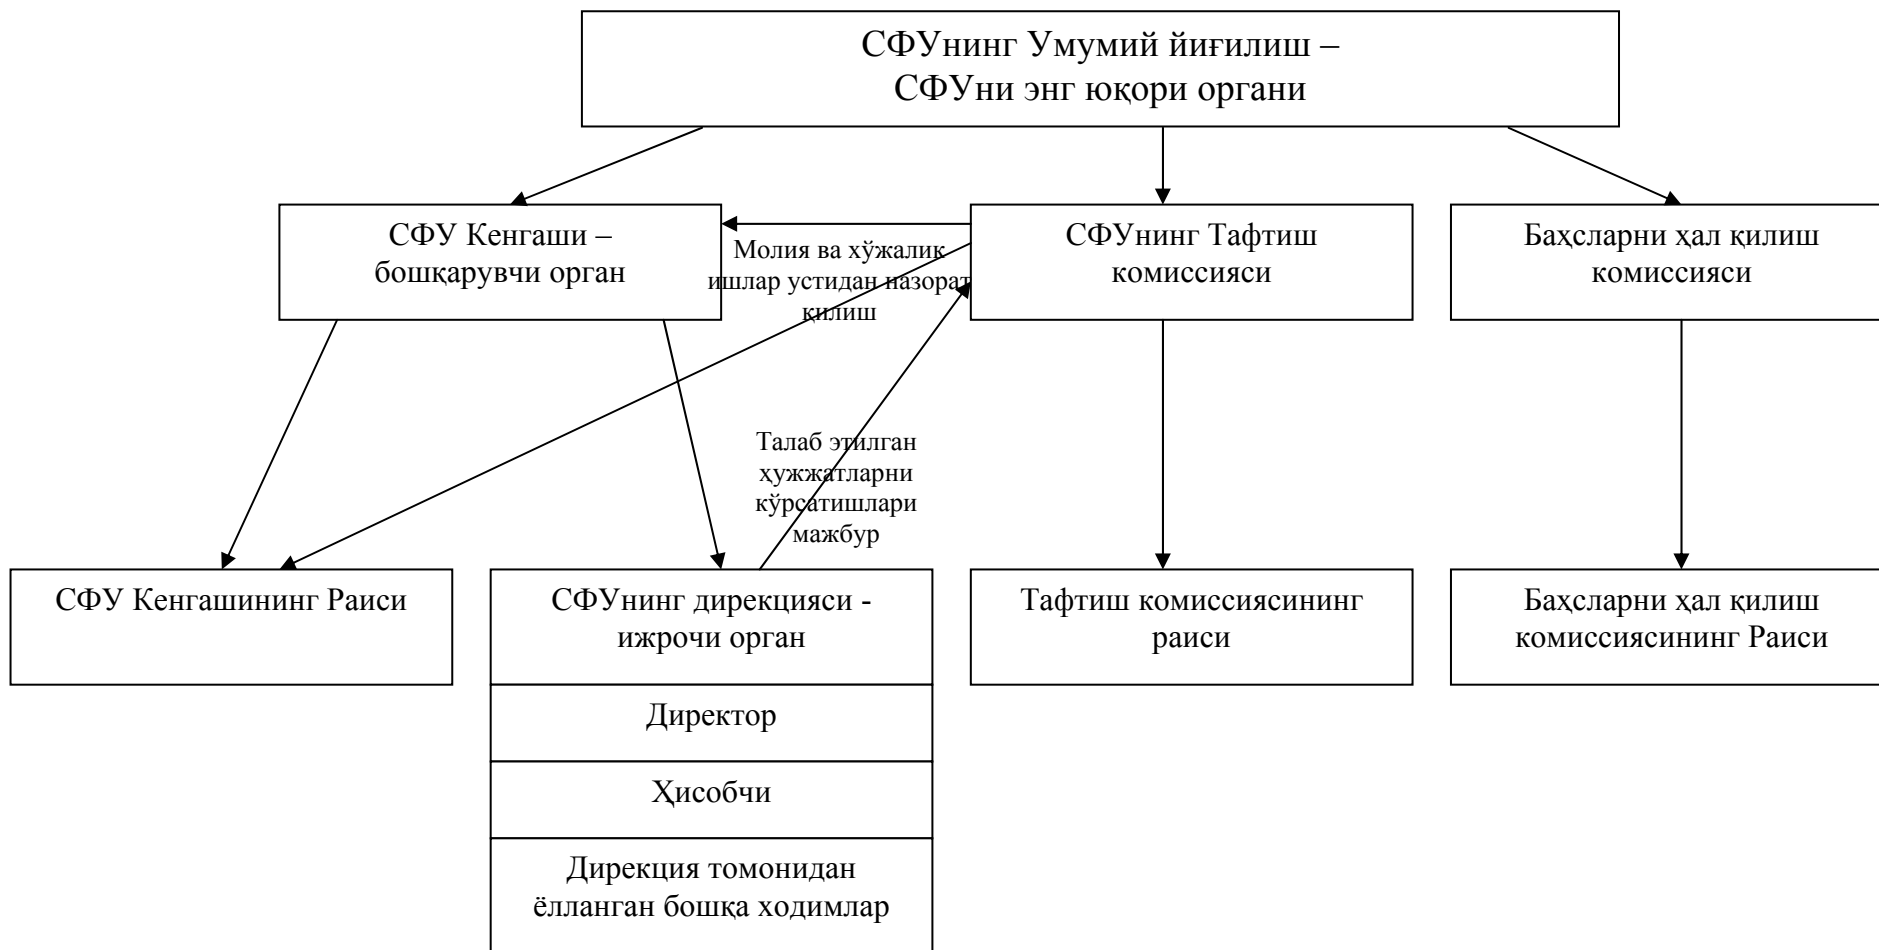 СФУнинг Умумий йиғилиш –
СФУни энг юқори органи
СФУ Кенгаши –
бошқарувчи орган
Молия ва хўжалик
ишлар устидан назорат
қилиш
СФУнинг Тафтиш
комиссияси
Баҳсларни ҳал қилиш
комиссияси
Талаб этилган
ҳужжатларни
кўрсатишлари
мажбур
СФУ Кенгашининг Раиси
СФУнинг дирекцияси -
ижрочи орган
Директор
Ҳисобчи
Дирекция томонидан
ёлланган бошқа ходимлар
Тафтиш комиссиясининг
раиси
Баҳсларни ҳал қилиш
комиссиясининг Раиси